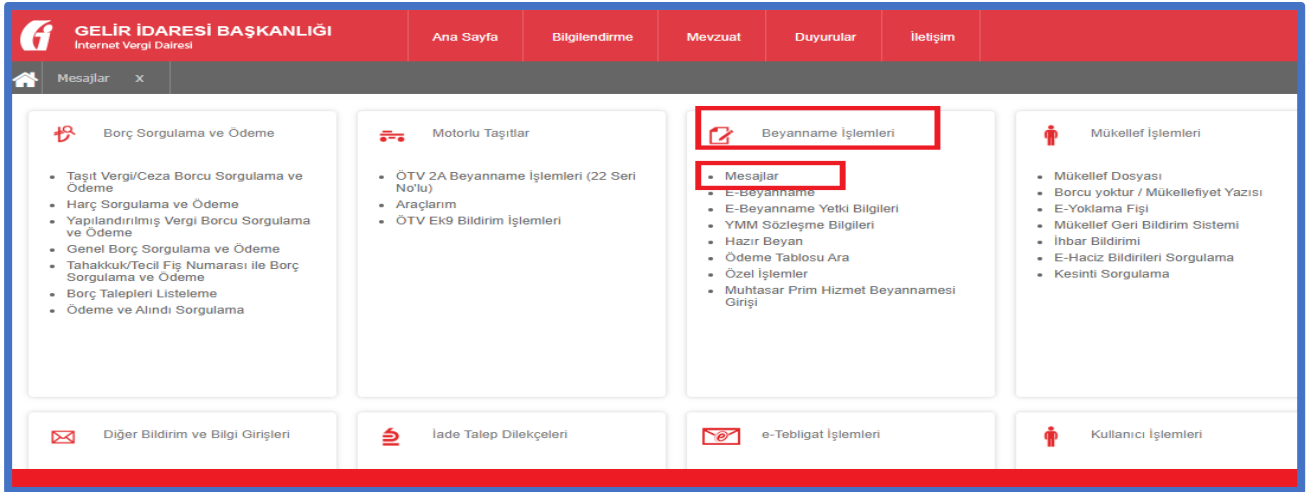 GELİR İDARESİ BAŞKANLIĞI
İnternet Vergi Dairesi
Ana Sayfa
Bilgilendirme
Mevzuat
Duyurular
İletişim
Mesajlar x
Borç Sorgulama ve Ödeme
Taşıt Vergi/Ceza Borcu Sorgulama ve
Ödeme
Harç Sorgulama ve Ödeme
Yapılandırılmış Vergi Borcu Sorgulama
ve Ödeme
Genel Borç Sorgulama ve Ödeme
Tahakkuk/Tecil Fiş Numarası ile Borç
Sorgulama ve Ödeme
Borç Talepleri Listeleme
Ödeme ve Alındı Sorgulama
Motorlu Taşıtlar
ÖTV 2A Beyanname İşlemleri (22 Seri
No'lu)
Araçlarım
ÖTV Ek9 Bildirim İşlemleri
Beyanname İşlemleri
Mesajlar
E-Beyanname
E-Beyanname Yetki Bilgileri
YMM Sözleşme Bilgileri
Hazır Beyan
Ödeme Tablosu Ara
Özel İşlemler
Muhtasar Prim Hizmet Beyannamesi
Girişi
Mükellef İşlemleri
Mükellef Dosyası
Borcu yoktur / Mükellefiyet Yazısı
E-Yoklama Fişi
Mükellef Geri Bildirim Sistemi
İhbar Bildirimi
E-Haciz Bildirileri Sorgulama
Kesinti Sorgulama
Diğer Bildirim ve Bilgi Girişleri
İade Talep Dilekçeleri
e-Tebligat İşlemleri
Kullanıcı İşlemleri